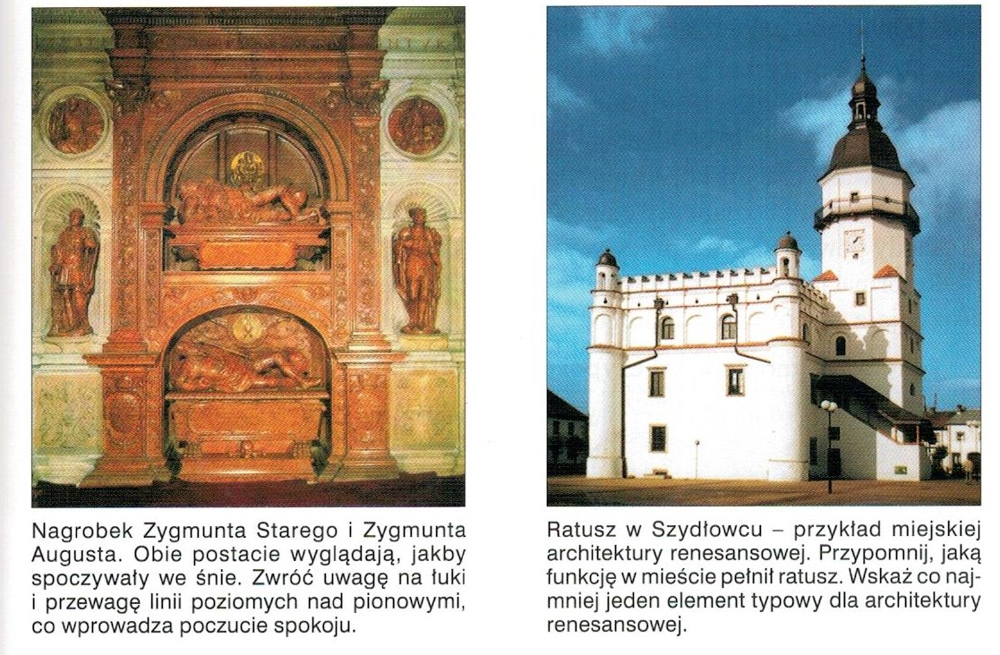 Nagrobek Zygmunta Starego i Zygmunta
Augusta. Obie postacie wyglądają, jakby
spoczywały we śnie. Zwróć uwagę na łuki
i przewagę linii poziomych nad pionowymi,
co wprowadza poczucie spokoju.
Ratusz w Szydłowcu – przykład miejskiej
architektury renesansowej. Przypomnij, jaką
funkcję w mieście pełnił ratusz. Wskaż co naj-
mniej jeden element typowy dla architektury
renesansowej.